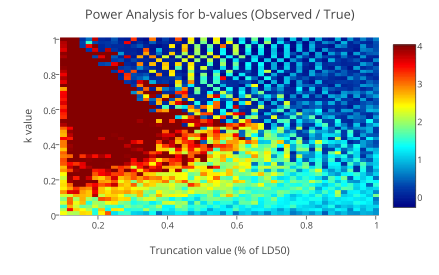 Power Analysis for b-values (Observed / True)
1
0.8
0.6
0.4
0.2
0
k value
0.2 0.4 0.6 0.8 1
Truncation value (% of LD50)
4
3
2
1
0